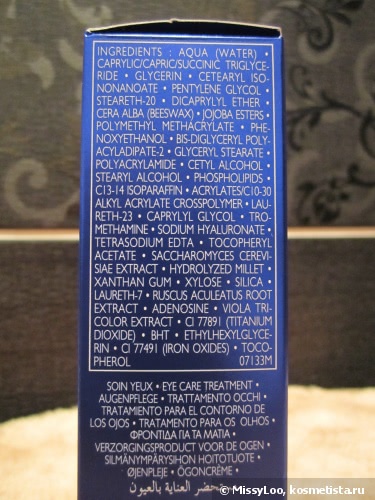 INGREDIENTS : AQUA (WATER) •
CAPRYLIC/CAPRIC/SUCCINIC TRIGLYCE-
RIDE • GLYCERIN • CETEARYL ISO-
NONANOATE • PENTYLENE GLYCOL •
STEARETH-20 • DICAPRYLYL ETHER •
CERA ALBA (BEESWAX) • JOJOBA ESTERS •
POLYMETHYL METHACRYLATE • PHE-
NOXYETHANOL • BIS-DIGLYCERYL POLY-
ACYLADIPATE-2 • GLYCERYL STEARATE •
POLYACRYLAMIDE • CETYL ALCOHOL •
STEARYL ALCOHOL • PHOSPHOLIPIDS •
C13-14 ISOPARAFFIN • ACRYLATES/C10-30
ALKYL ACRYLATE CROSSPOLYMER • LAU-
RETH-23 • CAPRYLYL GLYCOL • TRO-
METHAMINE • SODIUM HYALURONATE •
TETRASODIUM EDTA • TOCOPHERYL
ACETATE • SACCHAROMYCES CEREVI-
SIAE EXTRACT • HYDROLYZED MILLET •
XANTHAN GUM • XYLOSE • SILICA •
LAURETH-7 • RUSCUS ACULEATUS ROOT
EXTRACT • ADENOSINE • VIOLA TRI-
COLOR EXTRACT • CI 77891 (TITANIUM
DIOXIDE) • BHT • ETHYLHEXYLGLYCE-
RIN • CI 77491 (IRON OXIDES) • TOCO-
PHEROL 07133M
SOIN YEUX • EYE CARE TREATMENT •
AUGENPFLEGE • TRATTAMENTO OCCHI •
TRATAMIENTO PARA EL CONTORNO DE
LOS OJOS • TRATAMENTO PARA OS OLHOS •
ΦΡΟΝΤΙΔΑ ΓΙΑ ΤΑ ΜΑΤΙΑ •
VERZORGINGSPRODUCT VOOR DE OGEN •
SILMÄNYMPÄRYSIHON HOITOTUOTE •
ØJENPLEJE • ÖGONCRÈME •
مستحضر العناية بالعيون
© MissyLoo, kosmetista.ru